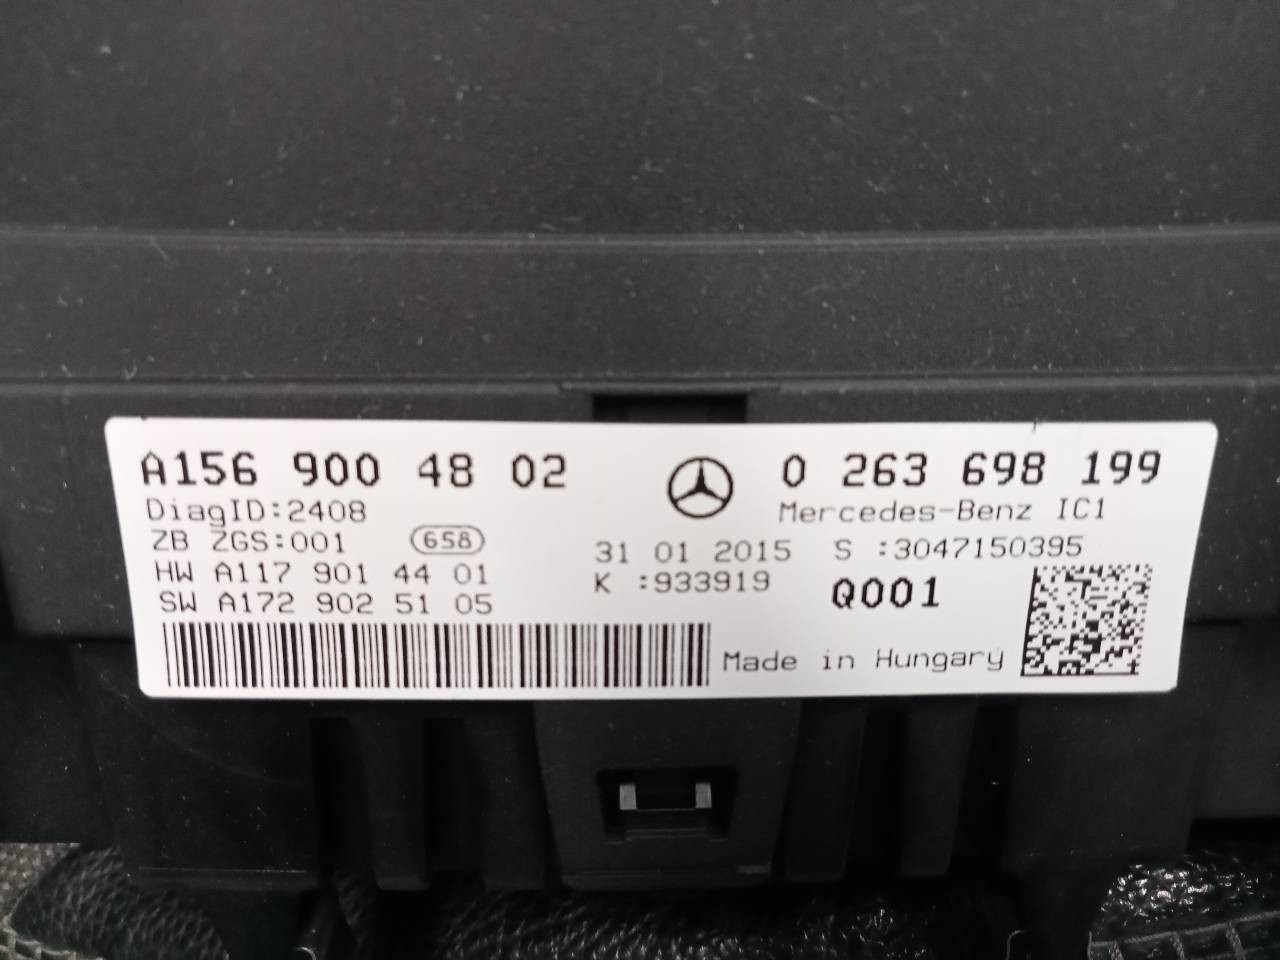 A156 900 48 02
0 263 698 199
DiagID:2408
Mercedes-Benz IC1
ZB ZGS:001 658
31 01 2015 S :3047150395
HW A117 901 44 01
K :933919
Q001
SW A172 902 51 05
Made in Hungary